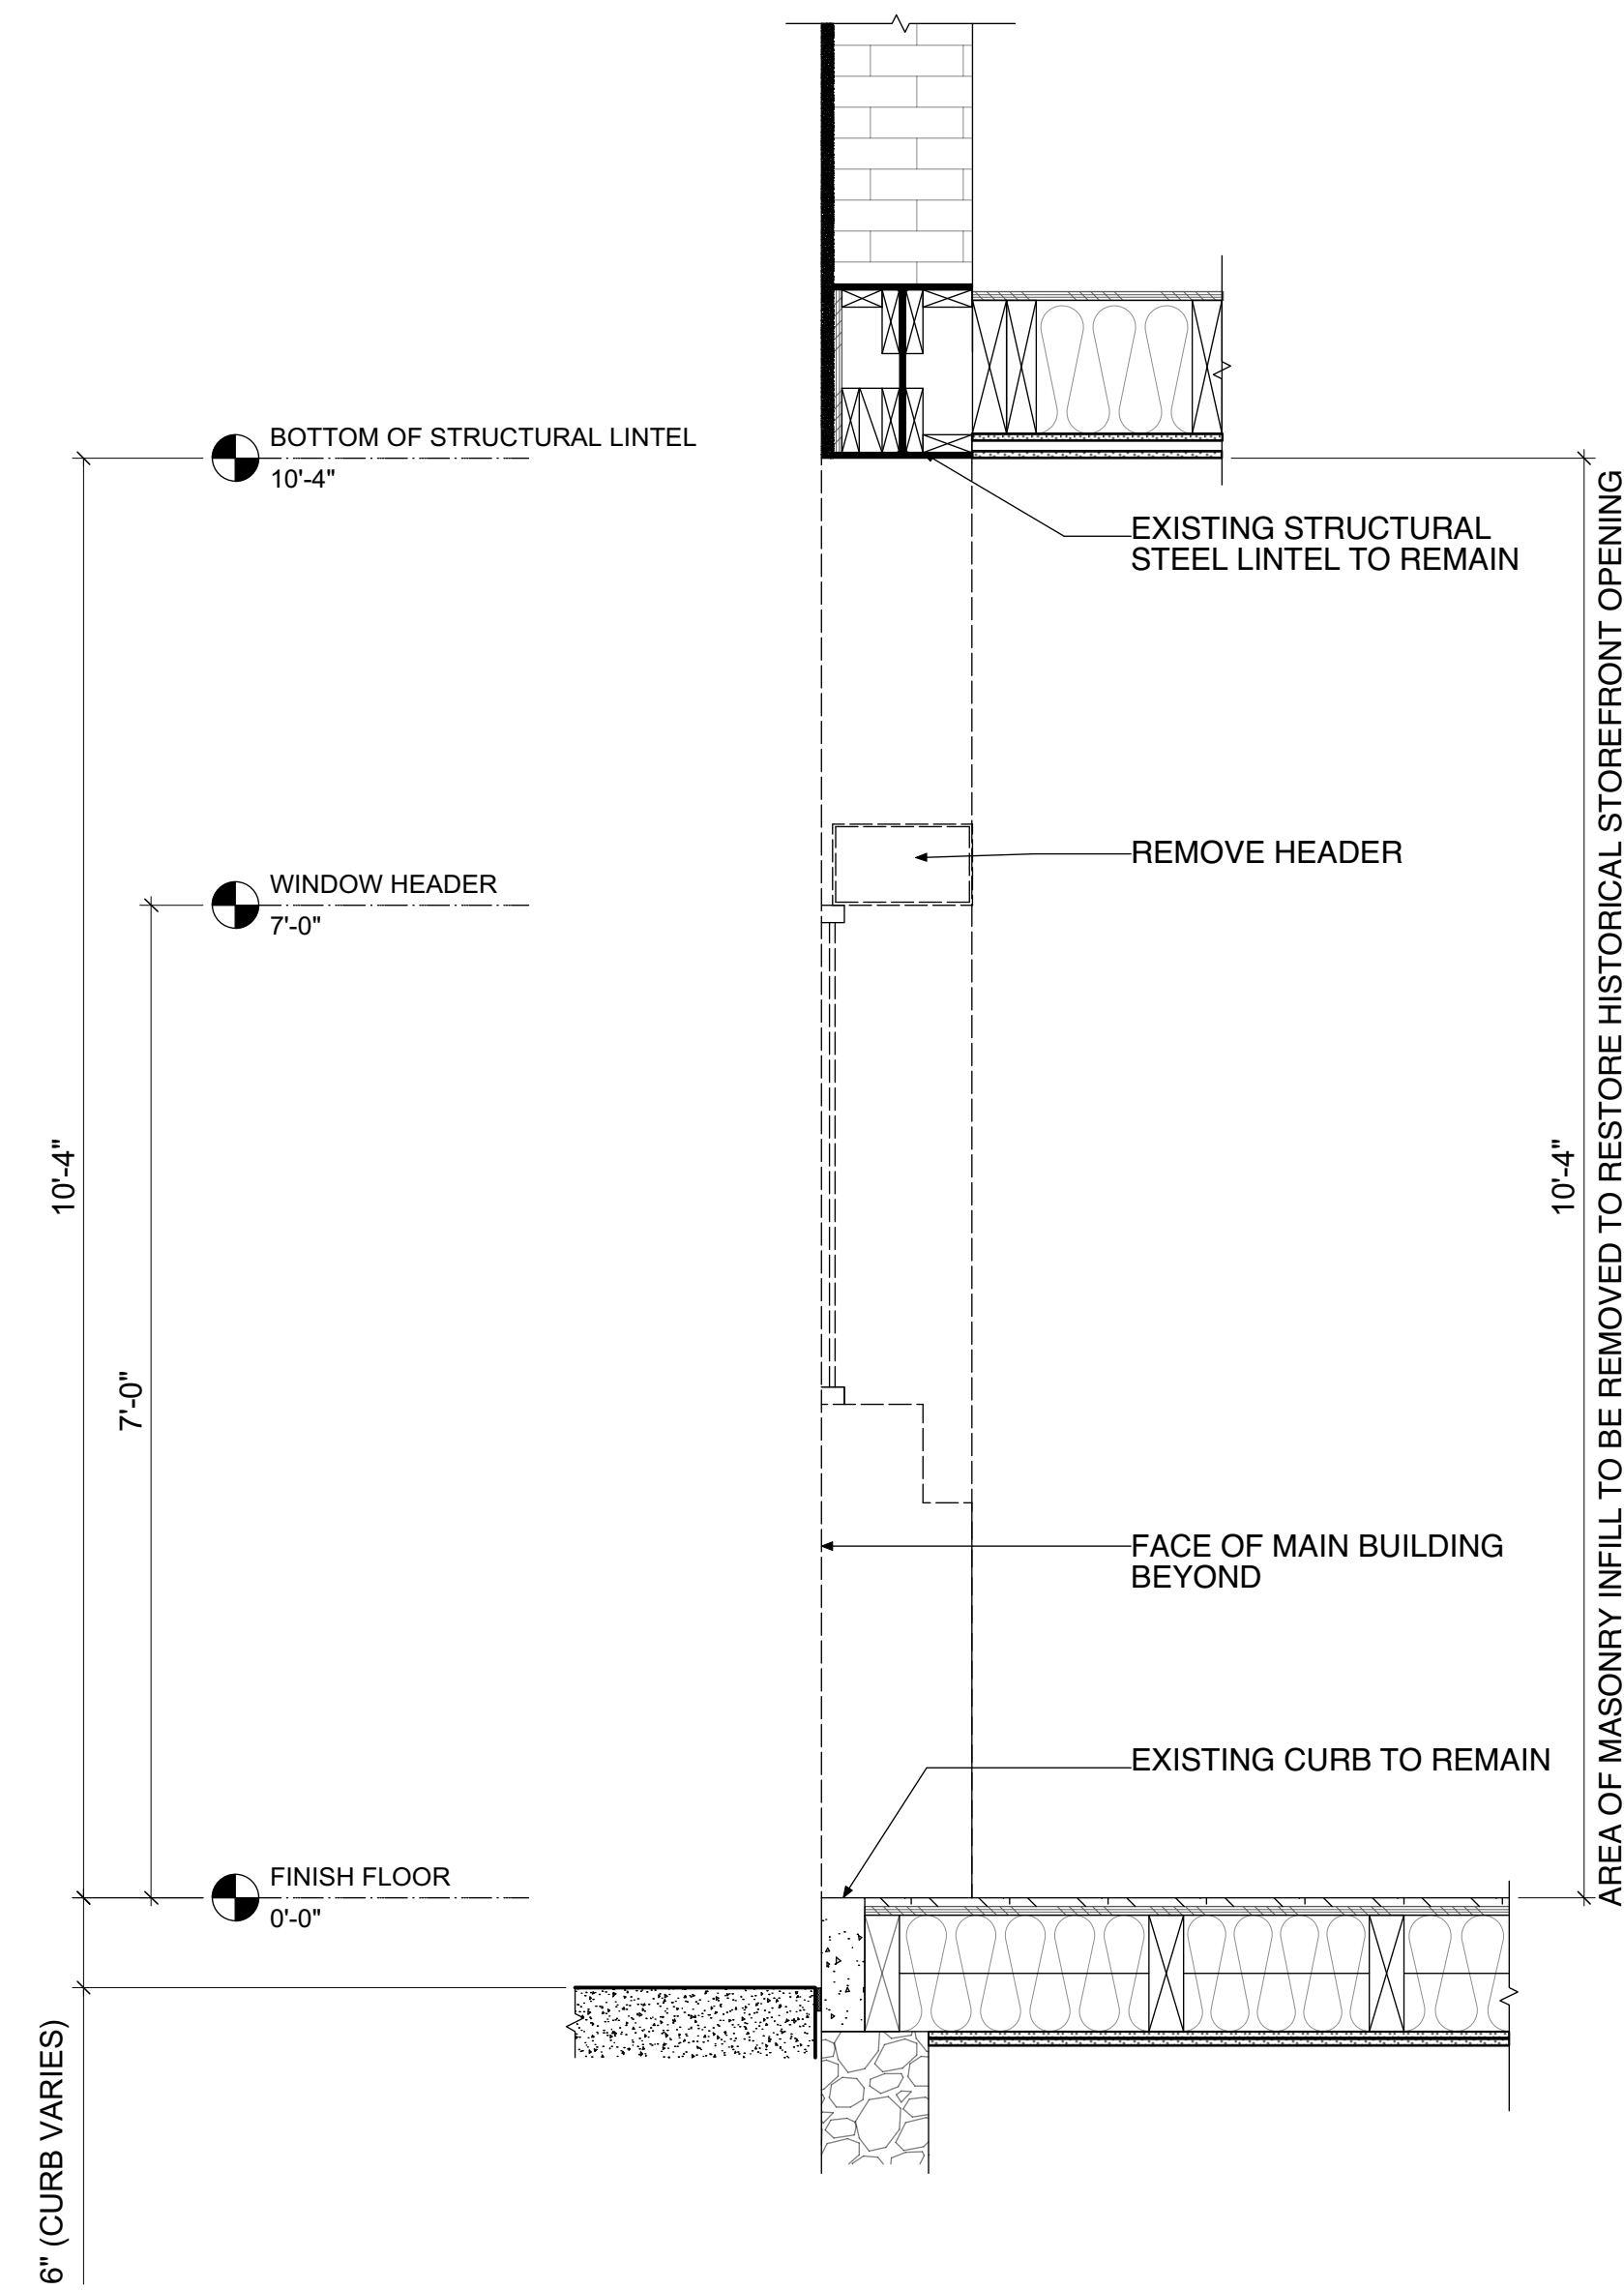 BOTTOM OF STRUCTURAL LINTEL
10'-4"
EXISTING STRUCTURAL
STEEL LINTEL TO REMAIN
REMOVE HEADER
WINDOW HEADER
7'-0"
10'-4"
7'-0"
10'-4"
AREA OF MASONRY INFILL TO BE REMOVED TO RESTORE HISTORICAL STOREFRONT OPENING
FACE OF MAIN BUILDING
BEYOND
EXISTING CURB TO REMAIN
FINISH FLOOR
0'-0"
6" (CURB VARIES)